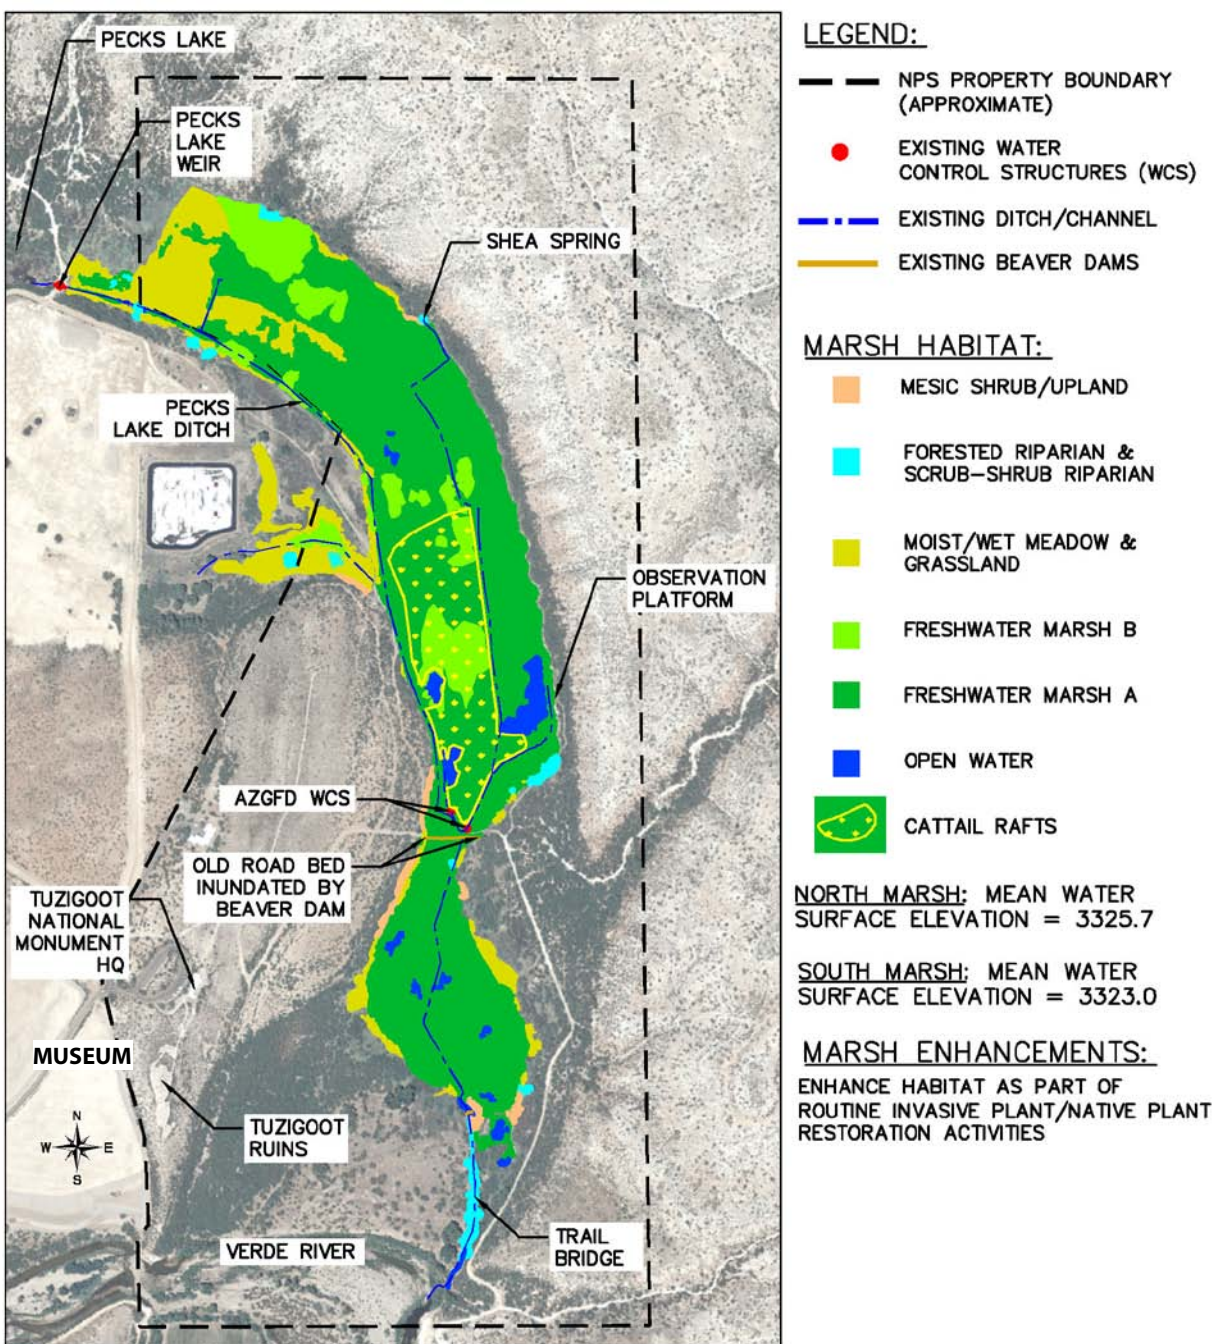 PECKS LAKE
PECKS
LAKE
WEIR
SHEA SPRING
PECKS
LAKE DITCH
OBSERVATION
PLATFORM
AZGFD WCS
OLD ROAD BED
INUNDATED BY
BEAVER DAM
TUZIGOOT
NATIONAL
MONUMENT
HQ
MUSEUM
N
W E
S
TUZIGOOT
RUINS
VERDE RIVER
TRAIL
BRIDGE
LEGEND:
NPS PROPERTY BOUNDARY
(APPROXIMATE)
EXISTING WATER
CONTROL STRUCTURES (WCS)
EXISTING DITCH/CHANNEL
EXISTING BEAVER DAMS
MARSH HABITAT:
MESIC SHRUB/UPLAND
FORESTED RIPARIAN &
SCRUB-SHRUB RIPARIAN
MOIST/WET MEADOW &
GRASSLAND
FRESHWATER MARSH B
FRESHWATER MARSH A
OPEN WATER
CATTAIL RAFTS
NORTH MARSH: MEAN WATER
SURFACE ELEVATION = 3325.7
SOUTH MARSH: MEAN WATER
SURFACE ELEVATION = 3323.0
MARSH ENHANCEMENTS:
ENHANCE HABITAT AS PART OF
ROUTINE INVASIVE PLANT/NATIVE PLANT
RESTORATION ACTIVITIES